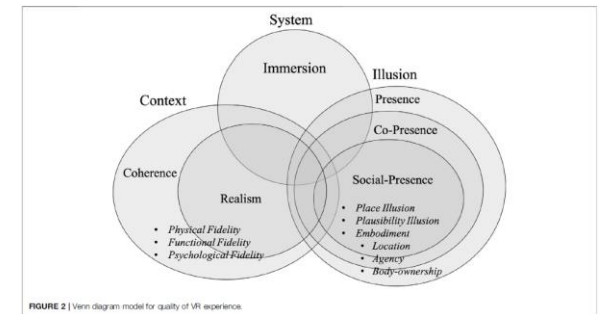 System
Immersion
Illusion
Presence
Context
Co-Presence
Coherence
Social-Presence
Realism
• Place Illusion
• Plausibility Illusion
• Embodiment
• Location
• Agency
• Body-ownership
• Physical Fidelity
• Functional Fidelity
• Psychological Fidelity
FIGURE 2 | Venn diagram model for quality of VR experience.